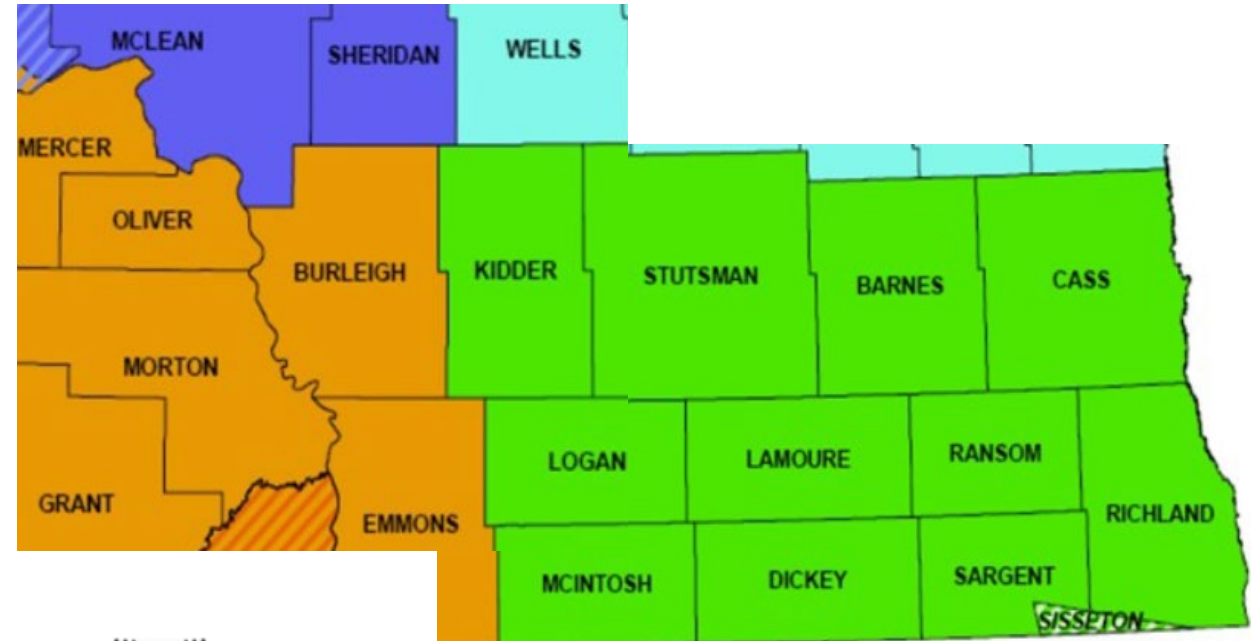 MCLEAN
SHERIDAN
WELLS
MERCER
OLIVER
BURLEIGH
KIDDER
STUTSMAN
BARNES
CASS
MORTON
LOGAN
LAMOURE
RANSOM
GRANT
EMMONS
RICHLAND
MCINTOSH
DICKEY
SARGENT
SISSETON